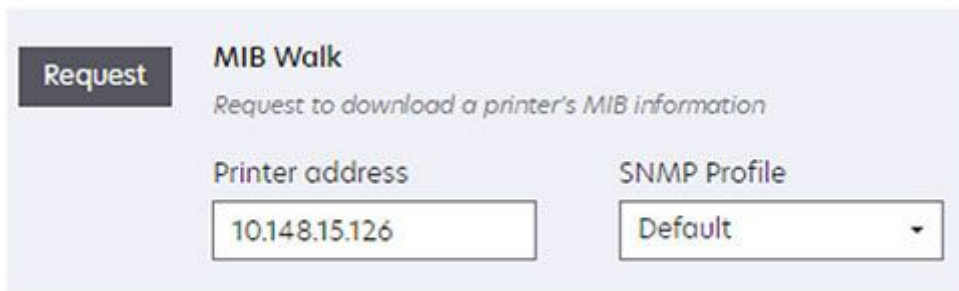 Request
MIB Walk
Request to download a printer's MIB information
Printer address
SNMP Profile
10.148.15.126
Default